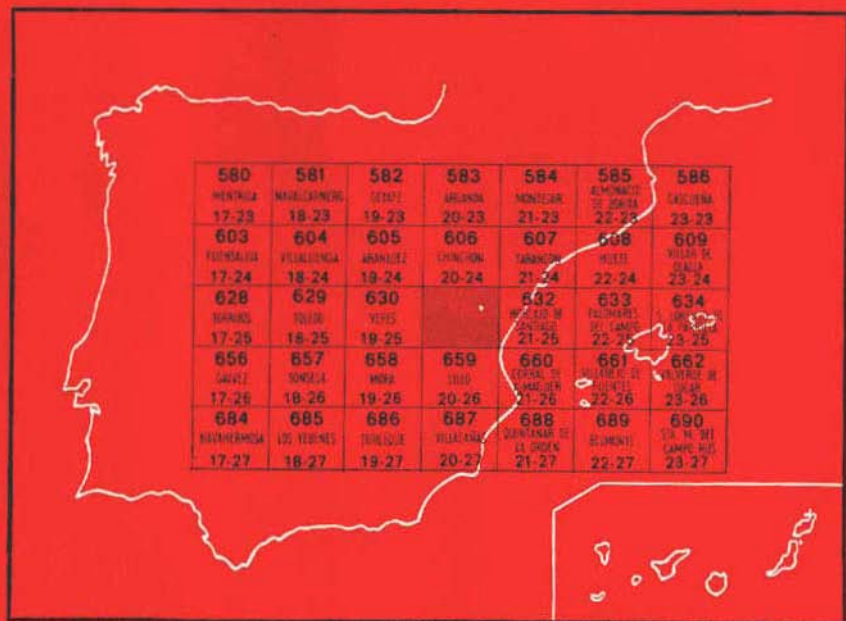 580 581 582 583 584 585 586
MENTRIDA NAVALCARNERO GETAFE ARGANDA MONTEJAR ALMONACID DE ZORITA GASCUEÑA
17-23 18-23 19-23 20-23 21-23 22-23 23-23
603 604 605 606 607 608 609
FUENSALIDA VILLALUENGA ARANJUEZ CHINCHON TARANCON HUETE VILLAR DE OLALLA
17-24 18-24 19-24 20-24 21-24 22-24 23-24
628 629 630 632 633 634
TORRIJOS TOLEDO YEPES HORCAJO DE SANTIAGO PALOMARES DEL CAMPO
17-25 18-25 19-25 21-25 22-25 23-25
656 657 658 659 660 661 662
GALVEZ SONSECA MORA LILLO CORRAL DE ALMAGUER VILLAREJO DE FUENTES VALVERDE DE JUCAR
17-26 18-26 19-26 20-26 21-26 22-26 23-26
684 685 686 687 688 689 690
NAVAHERMOSA LOS YEBENES TURLEQUE VILLACAÑAS QUINTANAR DE LA ORDEN BELMONTE STA. Mª. DEL CAMPO RUS
17-27 18-27 19-27 20-27 21-27 22-27 23-27